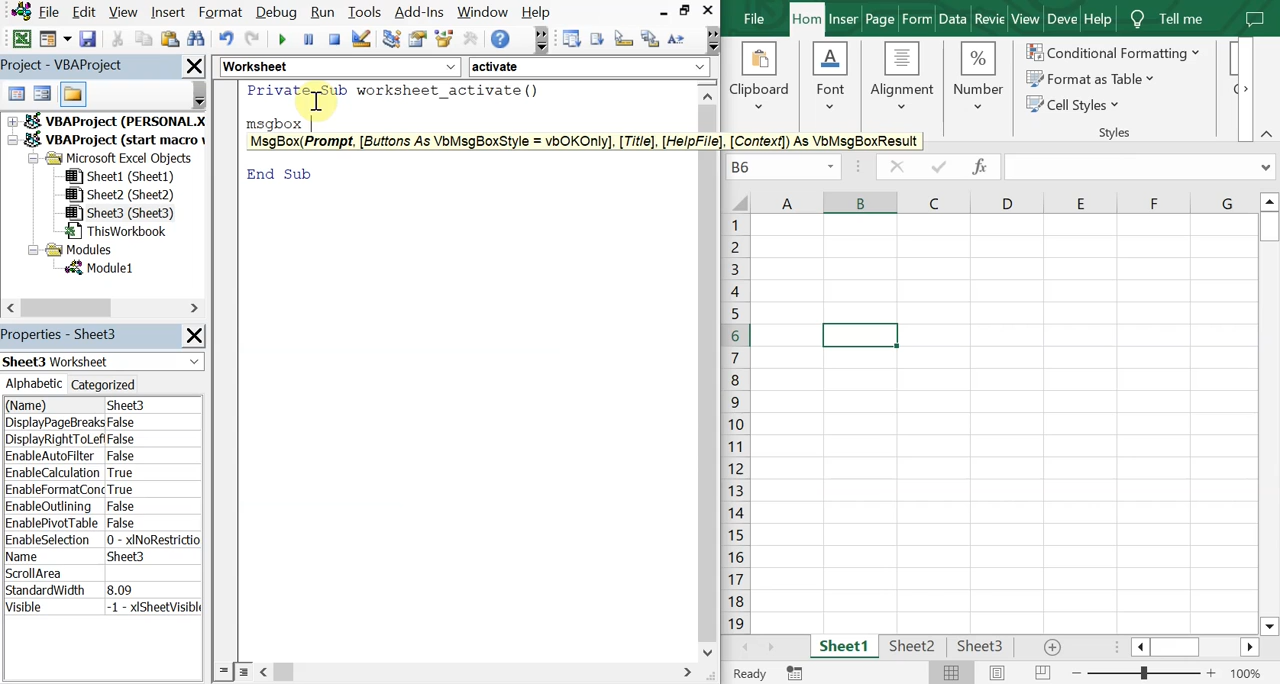 File Edit View Insert Format Debug Run Tools Add-Ins Window Help
Project - VBAProject
VBAProject (PERSONAL.X
VBAProject (start macro
Microsoft Excel Objects
Sheet1 (Sheet1)
Sheet2 (Sheet2)
Sheet3 (Sheet3)
ThisWorkbook
Modules
Module1
Properties - Sheet3
Sheet3 Worksheet
Alphabetic Categorized
(Name) Sheet3
DisplayPageBreaks False
DisplayRightToLeft False
EnableAutoFilter False
EnableCalculation True
EnableFormatConc True
EnableOutlining False
EnablePivotTable False
EnableSelection 0 - xlNoRestrictio
Name Sheet3
ScrollArea
StandardWidth 8.09
Visible -1 - xlSheetVisibl
Worksheet activate
Private Sub worksheet_activate()
msgbox
MsgBox(Prompt, [Buttons As VbMsgBoxStyle = vbOKOnly], [Title], [HelpFile], [Context]) As VbMsgBoxResult
End Sub
File Hom Inser Page Form Data Revie View Deve Help Tell me
Clipboard Font Alignment % Number
Conditional Formatting
Format as Table
Cell Styles
Styles
B6 fx
A B C D E F G
1
2
3
4
5
6
7
8
9
10
11
12
13
14
15
16
17
18
19
Sheet1 Sheet2 Sheet3
Ready 100%